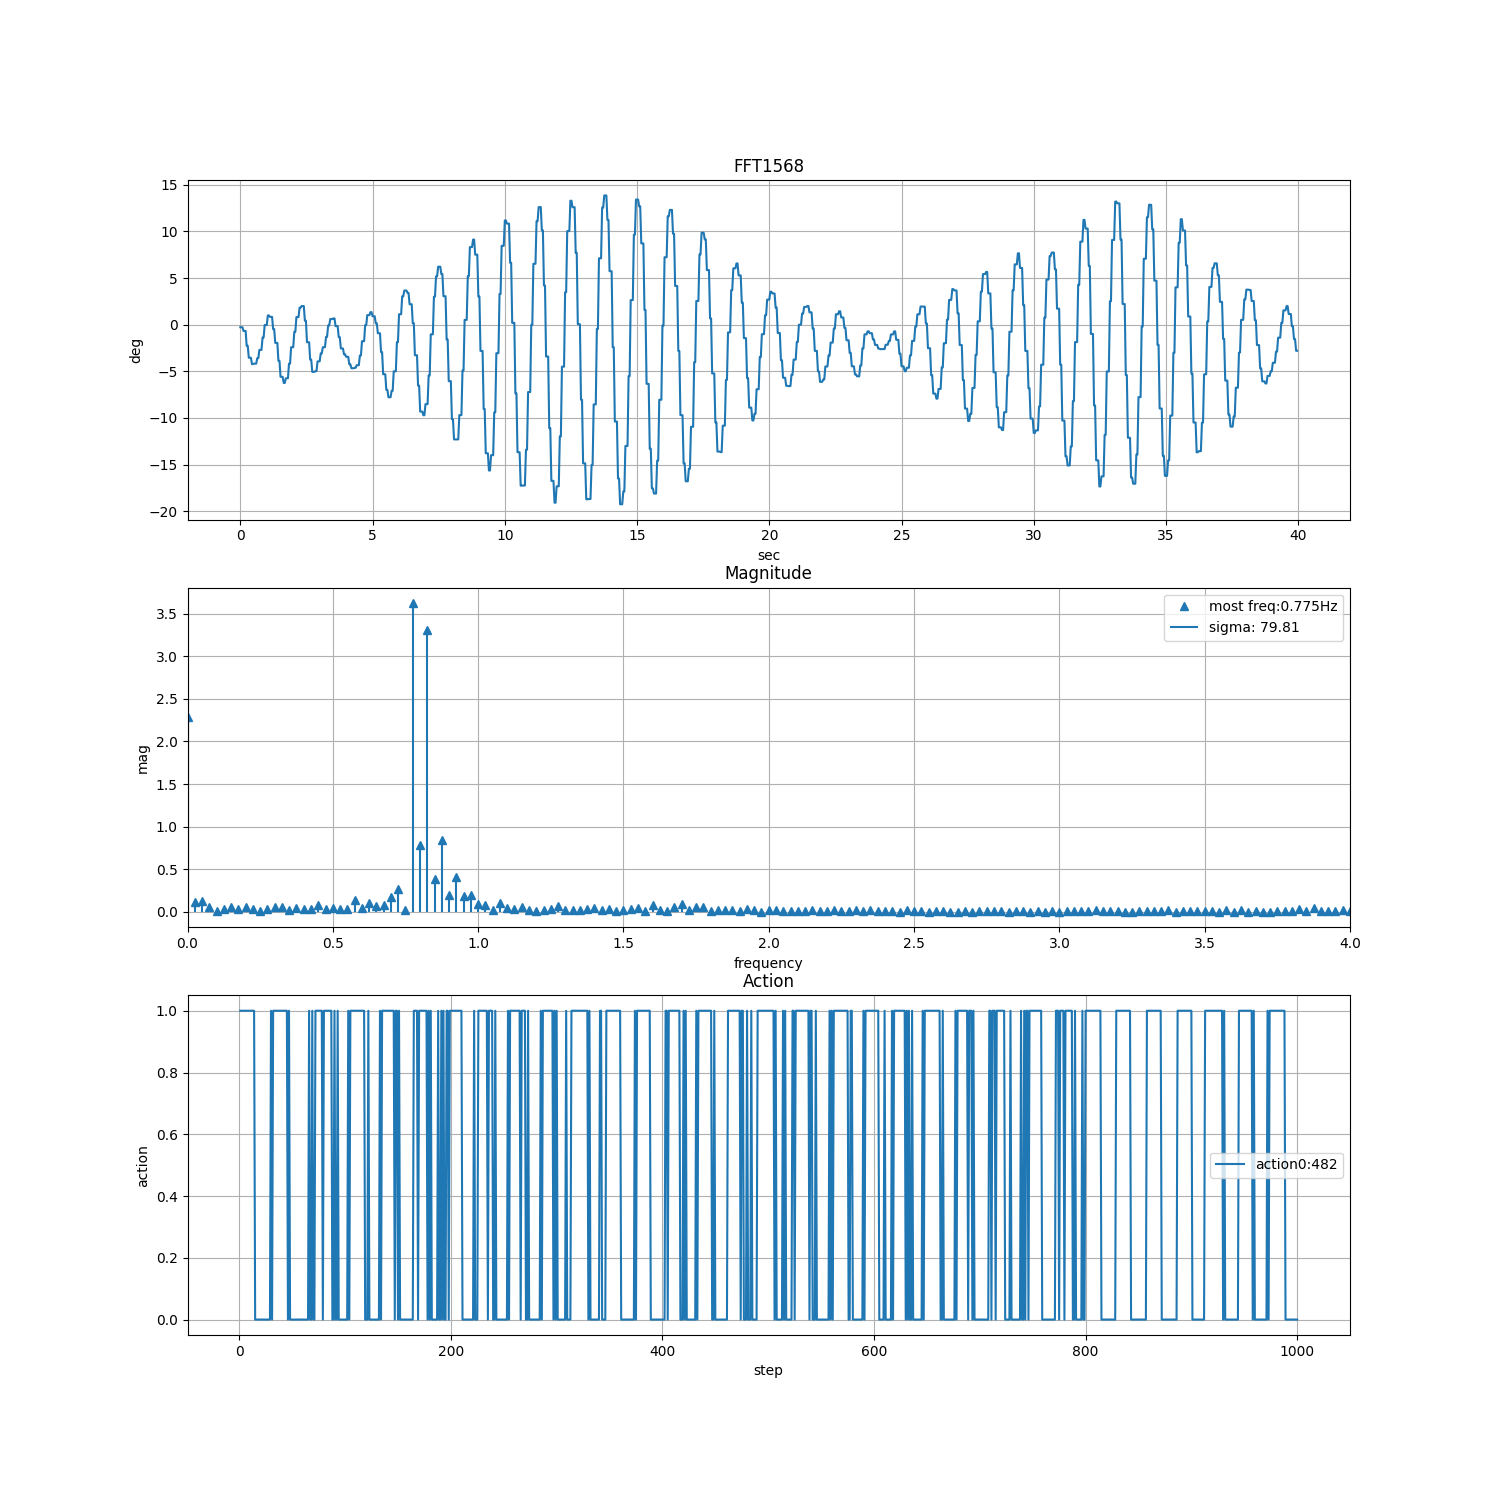 FFT1568
15
10
5
0
−5
−10
−15
−20
deg
0 5 10 15 20 25 30 35 40
sec
Magnitude
3.5
3.0
2.5
2.0
1.5
1.0
0.5
0.0
mag
most freq:0.775Hz
sigma: 79.81
0.0 0.5 1.0 1.5 2.0 2.5 3.0 3.5 4.0
frequency
Action
1.0
0.8
0.6
0.4
0.2
0.0
action
action0:482
0 200 400 600 800 1000
step